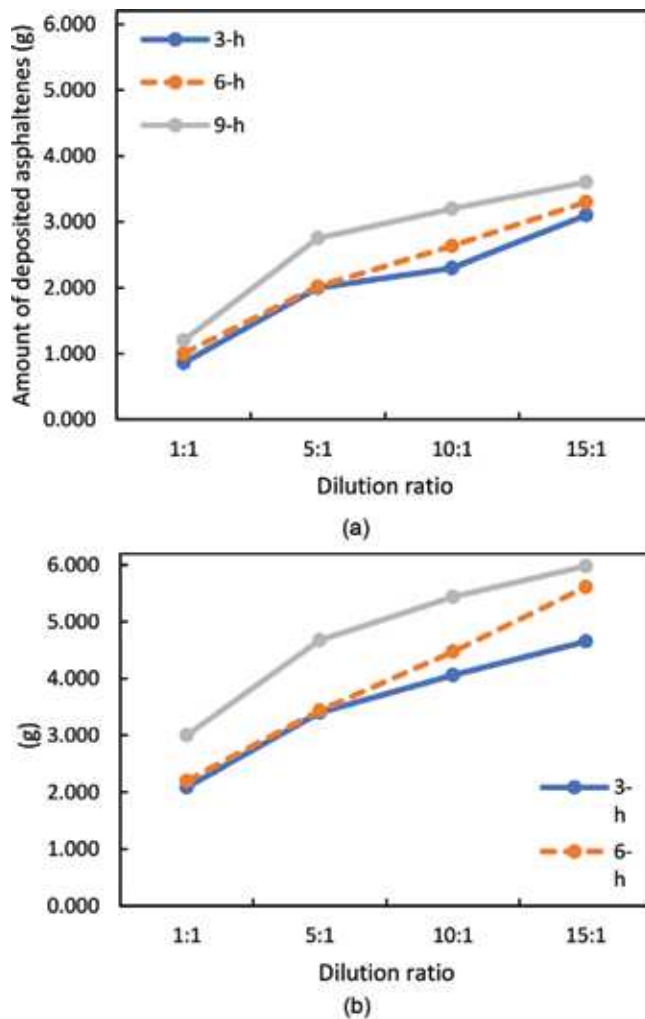 6.000
5.000
4.000
3.000
2.000
1.000
0.000
Amount of deposited asphaltenes (g)
3-h
6-h
9-h
1:1 5:1 10:1 15:1
Dilution ratio
(a)
6.000
5.000
4.000
3.000
2.000
1.000
0.000
(g)
3-
h
6-
h
1:1 5:1 10:1 15:1
Dilution ratio
(b)